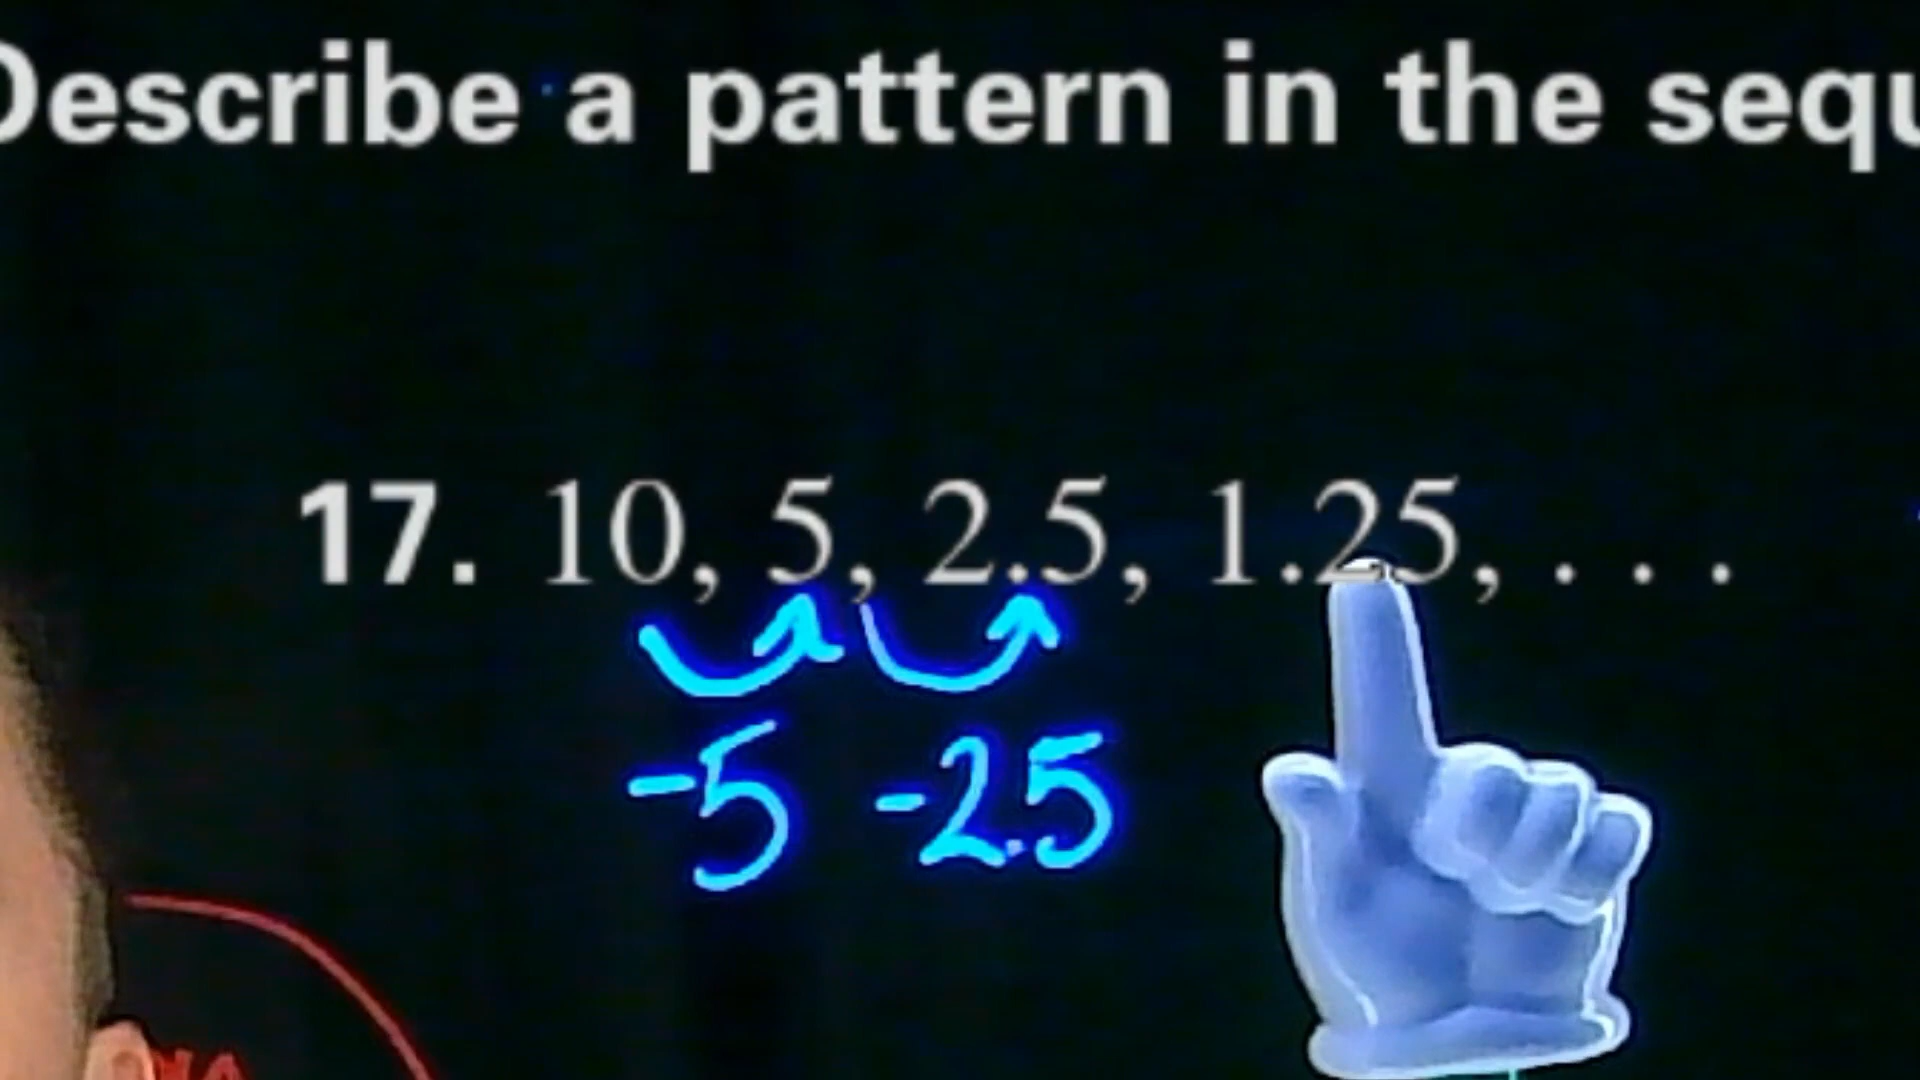 Describe a pattern in the sequ
17. 10, 5, 2.5, 1.25, . . .
-5 -2.5